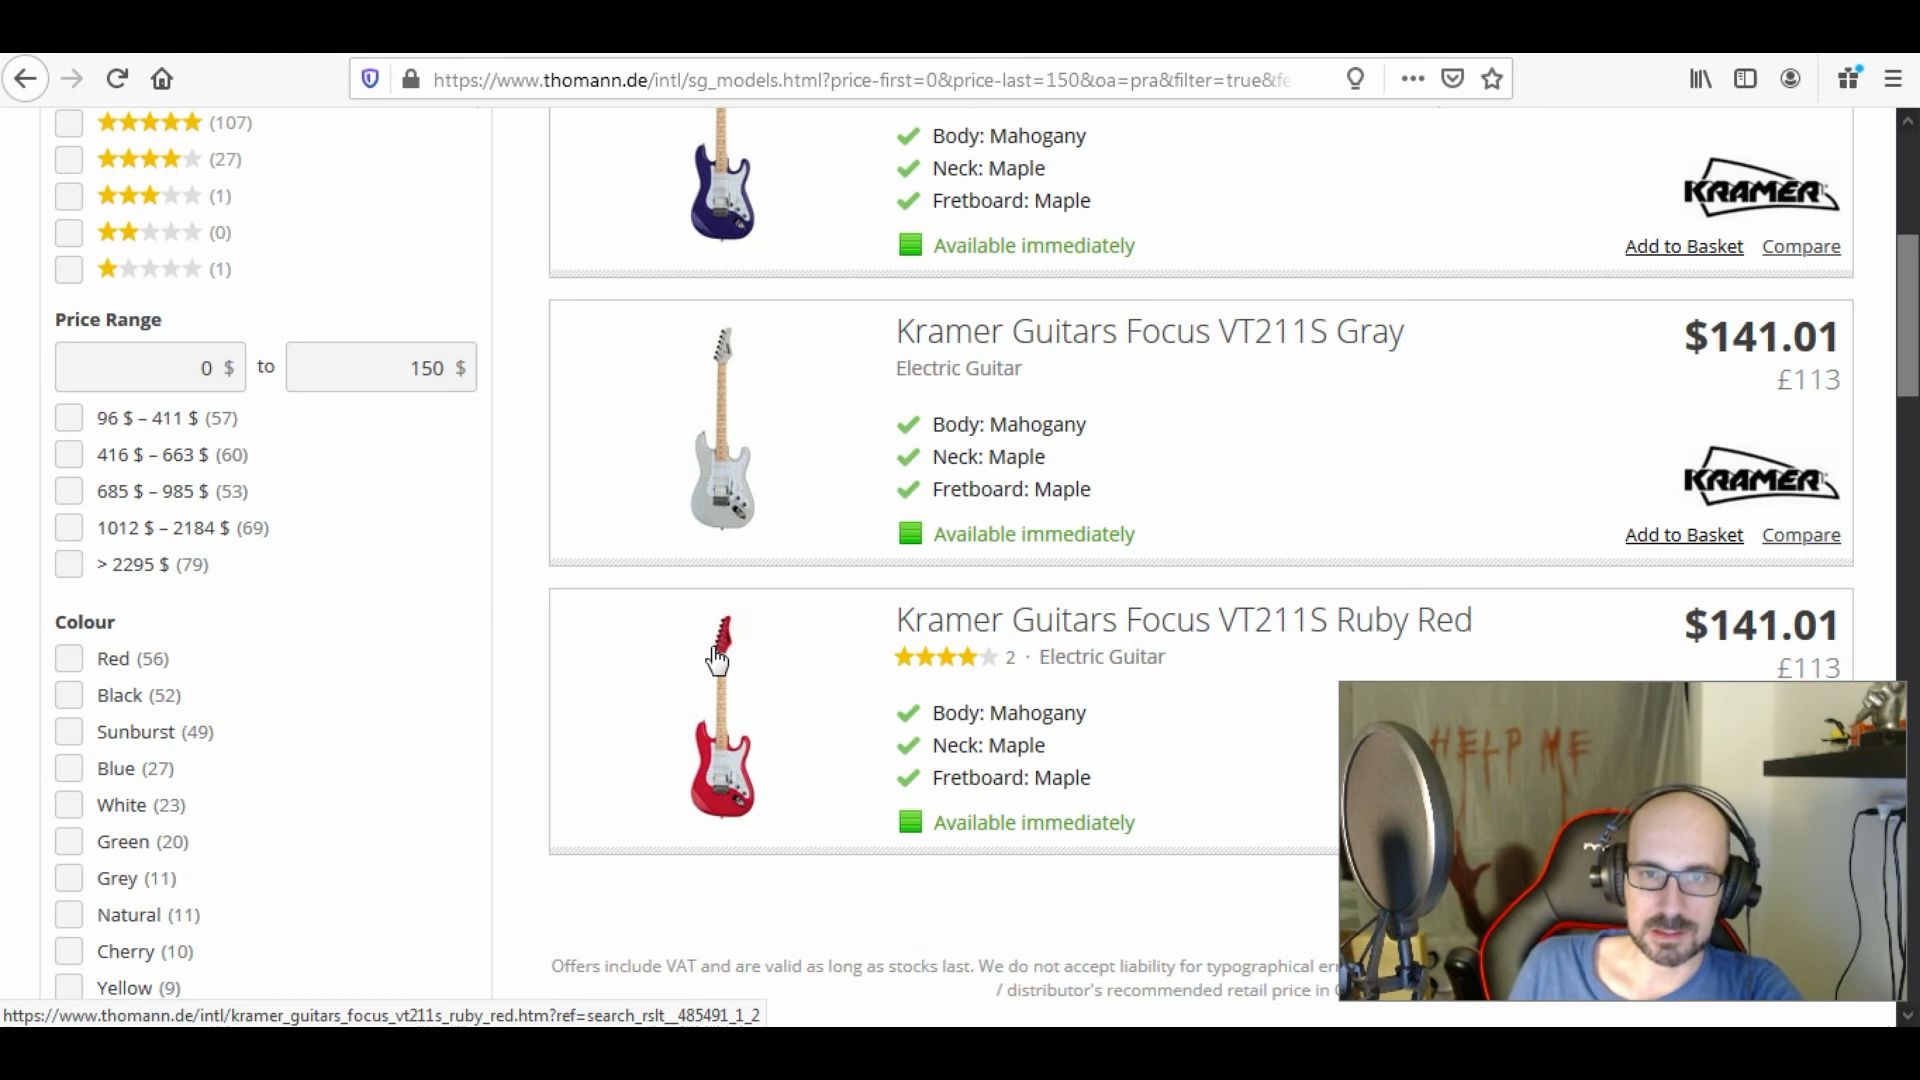 https://www.thomann.de/intl/sg_models.html?price-first=0&price-last=150&oa=pra&filter=true&fe
(107)
(27)
(1)
(0)
(1)
Price Range
0 $ to 150 $
96 $ – 411 $ (57)
416 $ – 663 $ (60)
685 $ – 985 $ (53)
1012 $ – 2184 $ (69)
> 2295 $ (79)
Colour
Red (56)
Black (52)
Sunburst (49)
Blue (27)
White (23)
Green (20)
Grey (11)
Natural (11)
Cherry (10)
Yellow (9)
Body: Mahogany
Neck: Maple
Fretboard: Maple
Available immediately
KRAMER
Add to Basket Compare
Kramer Guitars Focus VT211S Gray
Electric Guitar
$141.01
£113
Body: Mahogany
Neck: Maple
Fretboard: Maple
Available immediately
KRAMER
Add to Basket Compare
Kramer Guitars Focus VT211S Ruby Red
2 · Electric Guitar
$141.01
£113
Body: Mahogany
Neck: Maple
Fretboard: Maple
Available immediately
HELP ME
Offers include VAT and are valid as long as stocks last. We do not accept liability for typographical
/ distributor's recommended retail price in
https://www.thomann.de/intl/kramer_guitars_focus_vt211s_ruby_red.htm?ref=search_rslt__485491_1_2